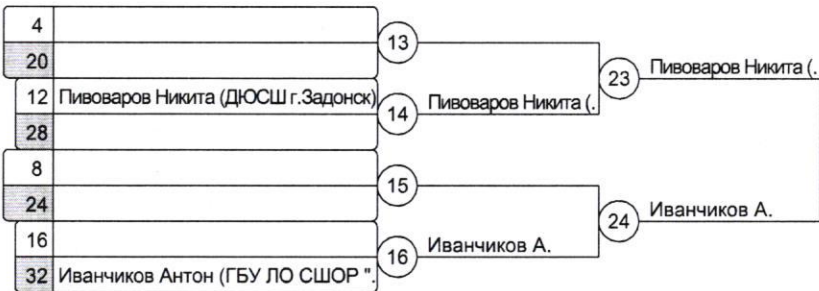 4
20
13
12 Пивоваров Никита (ДЮСШ г.Задонск)
28
14
Пивоваров Никита (.
23
Пивоваров Никита (.
8
24
15
16
32 Иванчиков Антон (ГБУ ЛО СШОР ".
16
Иванчиков А.
24
Иванчиков А.